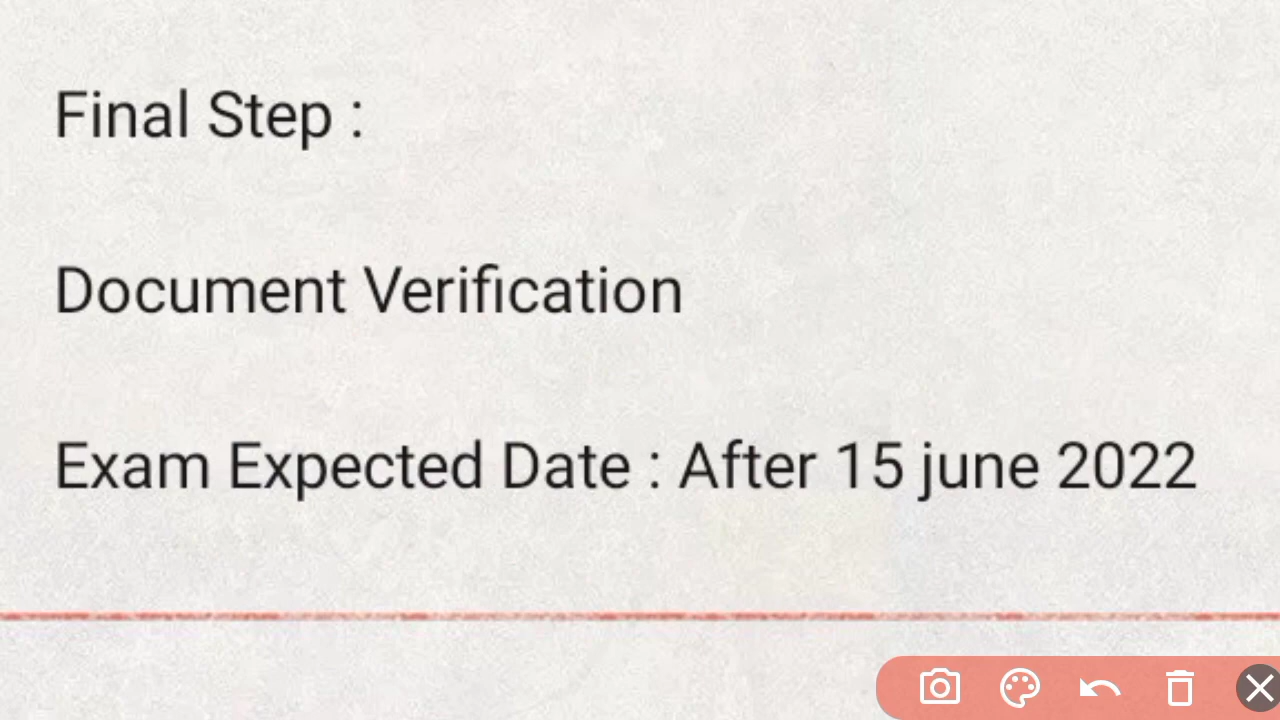 Final Step :
Document Verification
Exam Expected Date : After 15 june 2022